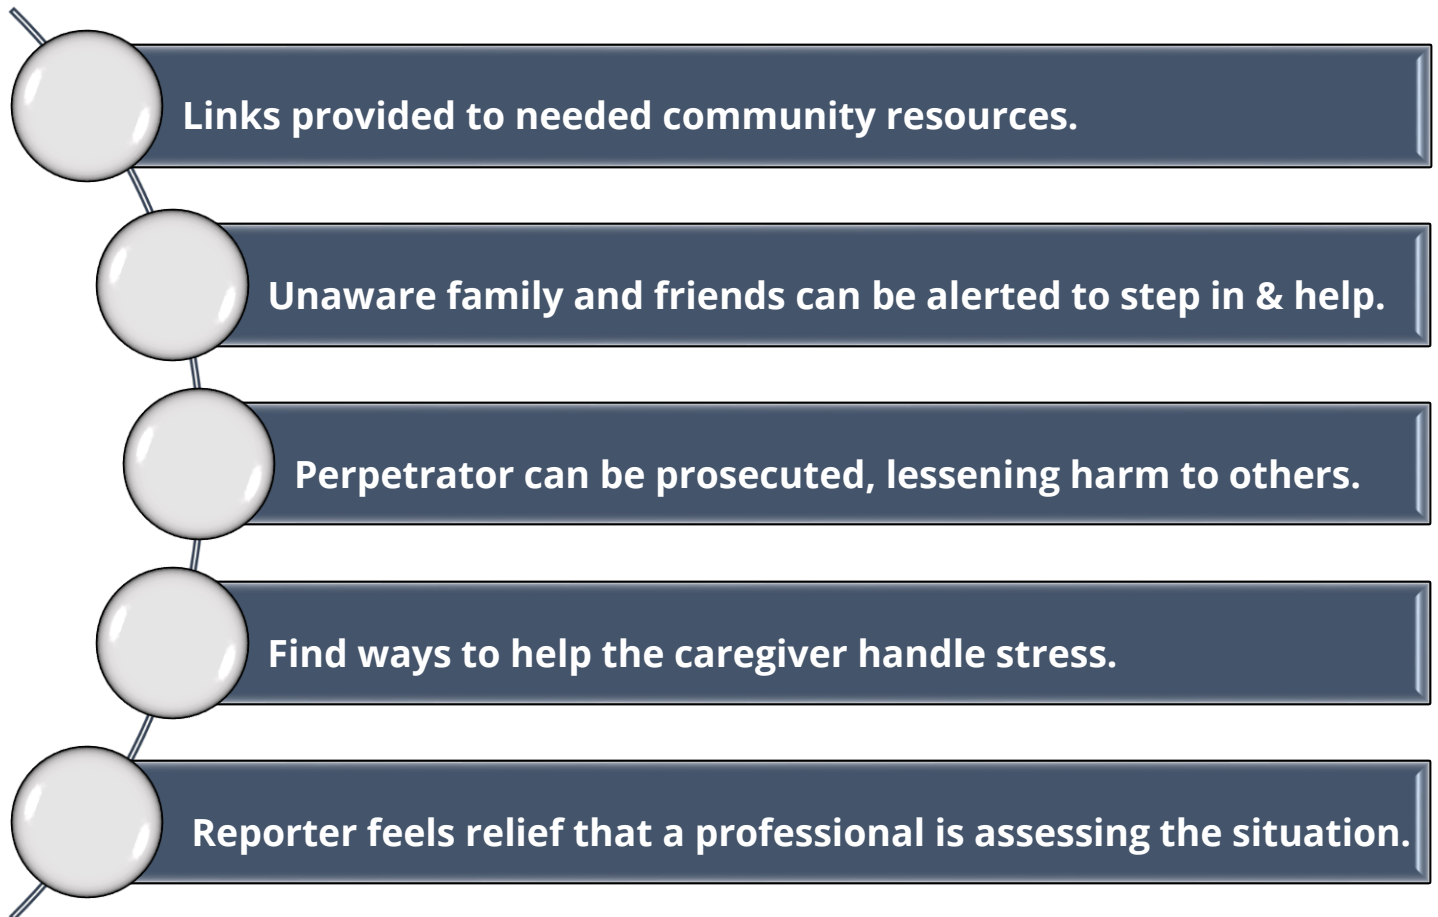 Links provided to needed community resources.
Unaware family and friends can be alerted to step in & help.
Perpetrator can be prosecuted, lessening harm to others.
Find ways to help the caregiver handle stress.
Reporter feels relief that a professional is assessing the situation.